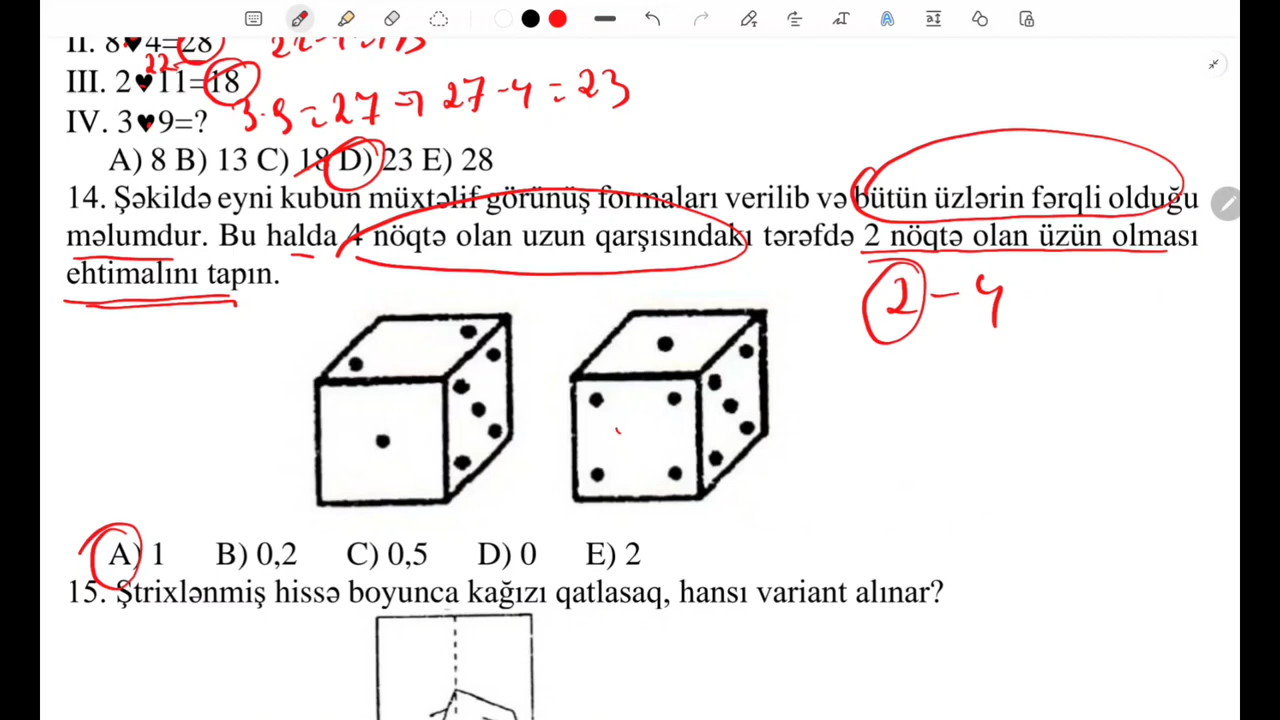 II. 8♥4=28
22
III. 2♥11=18
3·9=27 ⇒ 27-4=23
IV. 3♥9=?
A) 8 B) 13 C) 18 D) 23 E) 28
14. Şəkildə eyni kubun müxtəlif görünüş formaları verilib və bütün üzlərin fərqli olduğu
məlumdur. Bu halda 4 nöqtə olan uzun qarşısındakı tərəfdə 2 nöqtə olan üzün olması
ehtimalını tapın.
2-4
A) 1 B) 0,2 C) 0,5 D) 0 E) 2
15. Ştrixlənmiş hissə boyunca kağızı qatlasaq, hansı variant alınar?